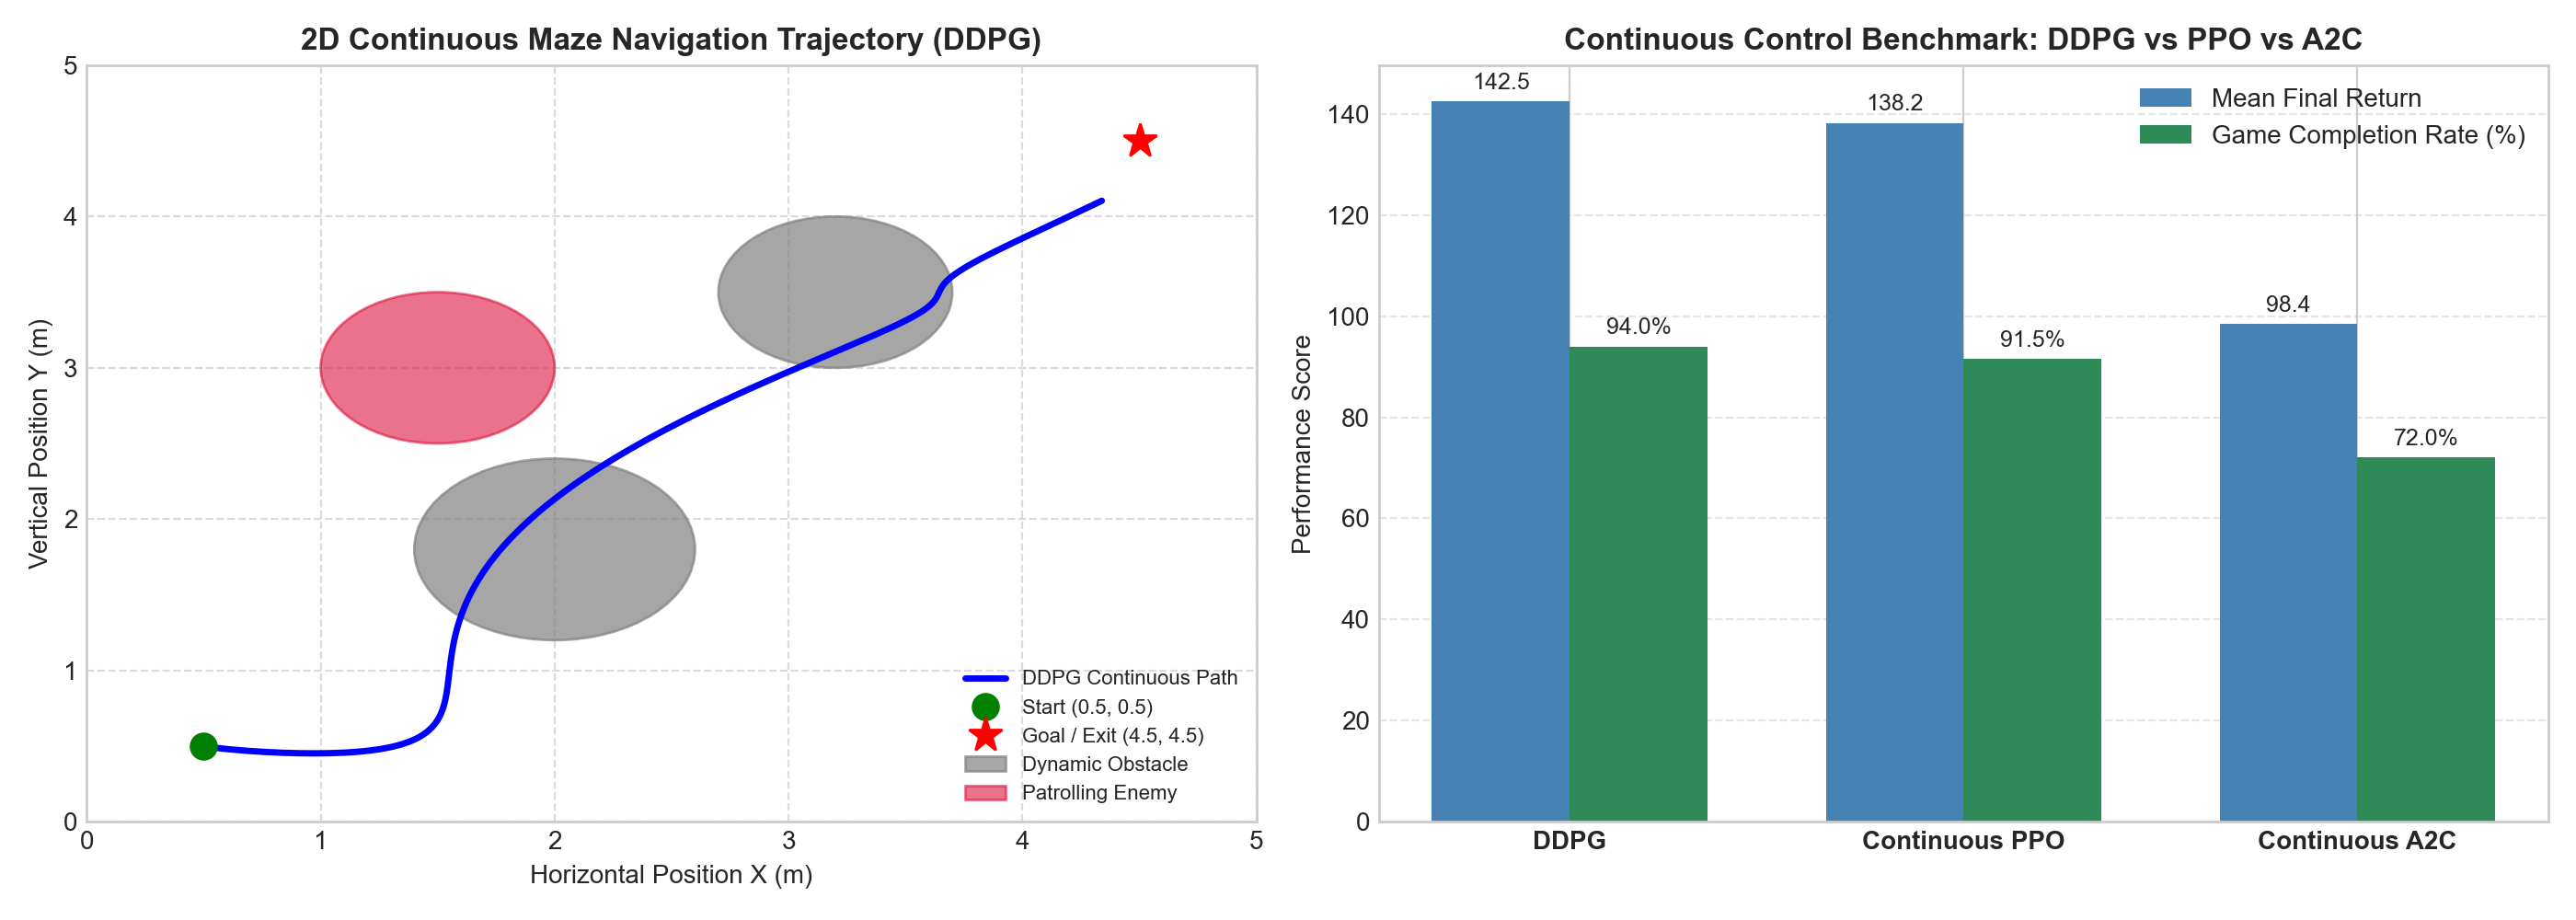 2D Continuous Maze Navigation Trajectory (DDPG)
5
4
3
2
1
0
0 1 2 3 4 5
Vertical Position Y (m)
Horizontal Position X (m)
DDPG Continuous Path
Start (0.5, 0.5)
Goal / Exit (4.5, 4.5)
Dynamic Obstacle
Patrolling Enemy
Continuous Control Benchmark: DDPG vs PPO vs A2C
Mean Final Return
Game Completion Rate (%)
140
120
100
80
60
40
20
0
Performance Score
142.5
94.0%
138.2
91.5%
98.4
72.0%
DDPG Continuous PPO Continuous A2C